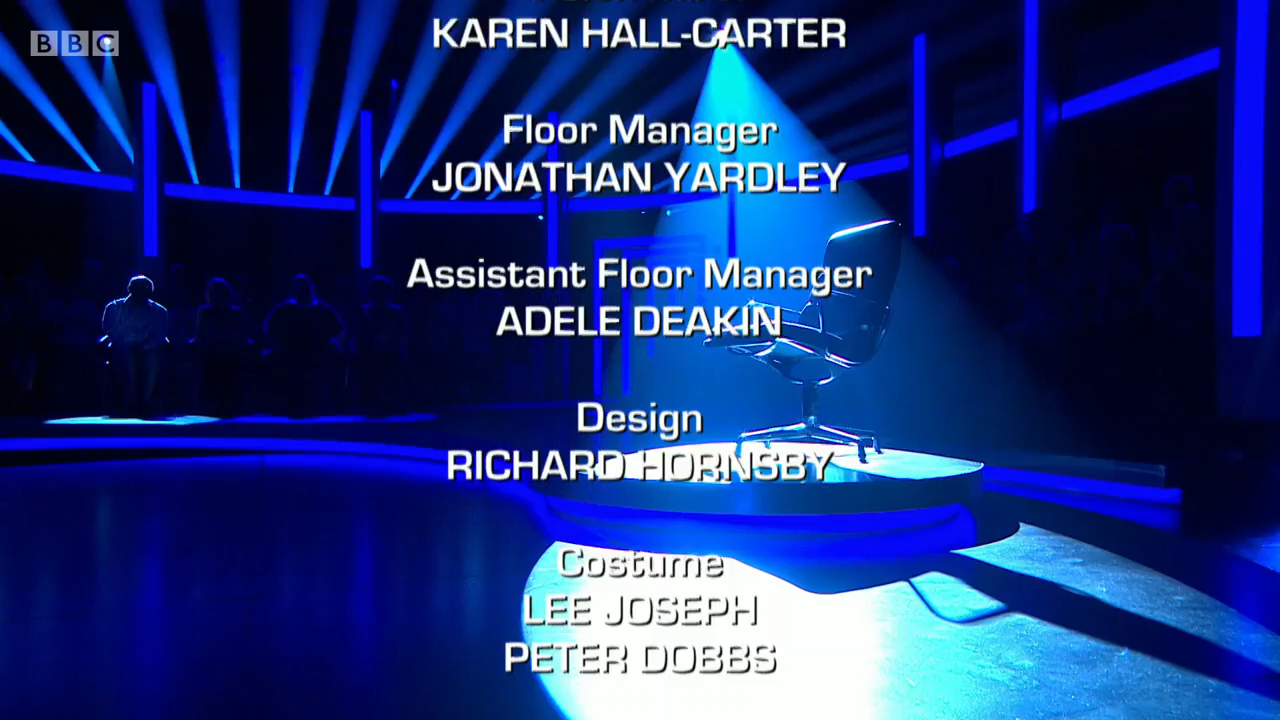 BBC
KAREN HALL-CARTER
Floor Manager
JONATHAN YARDLEY
Assistant Floor Manager
ADELE DEAKIN
Design
RICHARD HORNSBY
Costume
LEE JOSEPH
PETER DOBBS